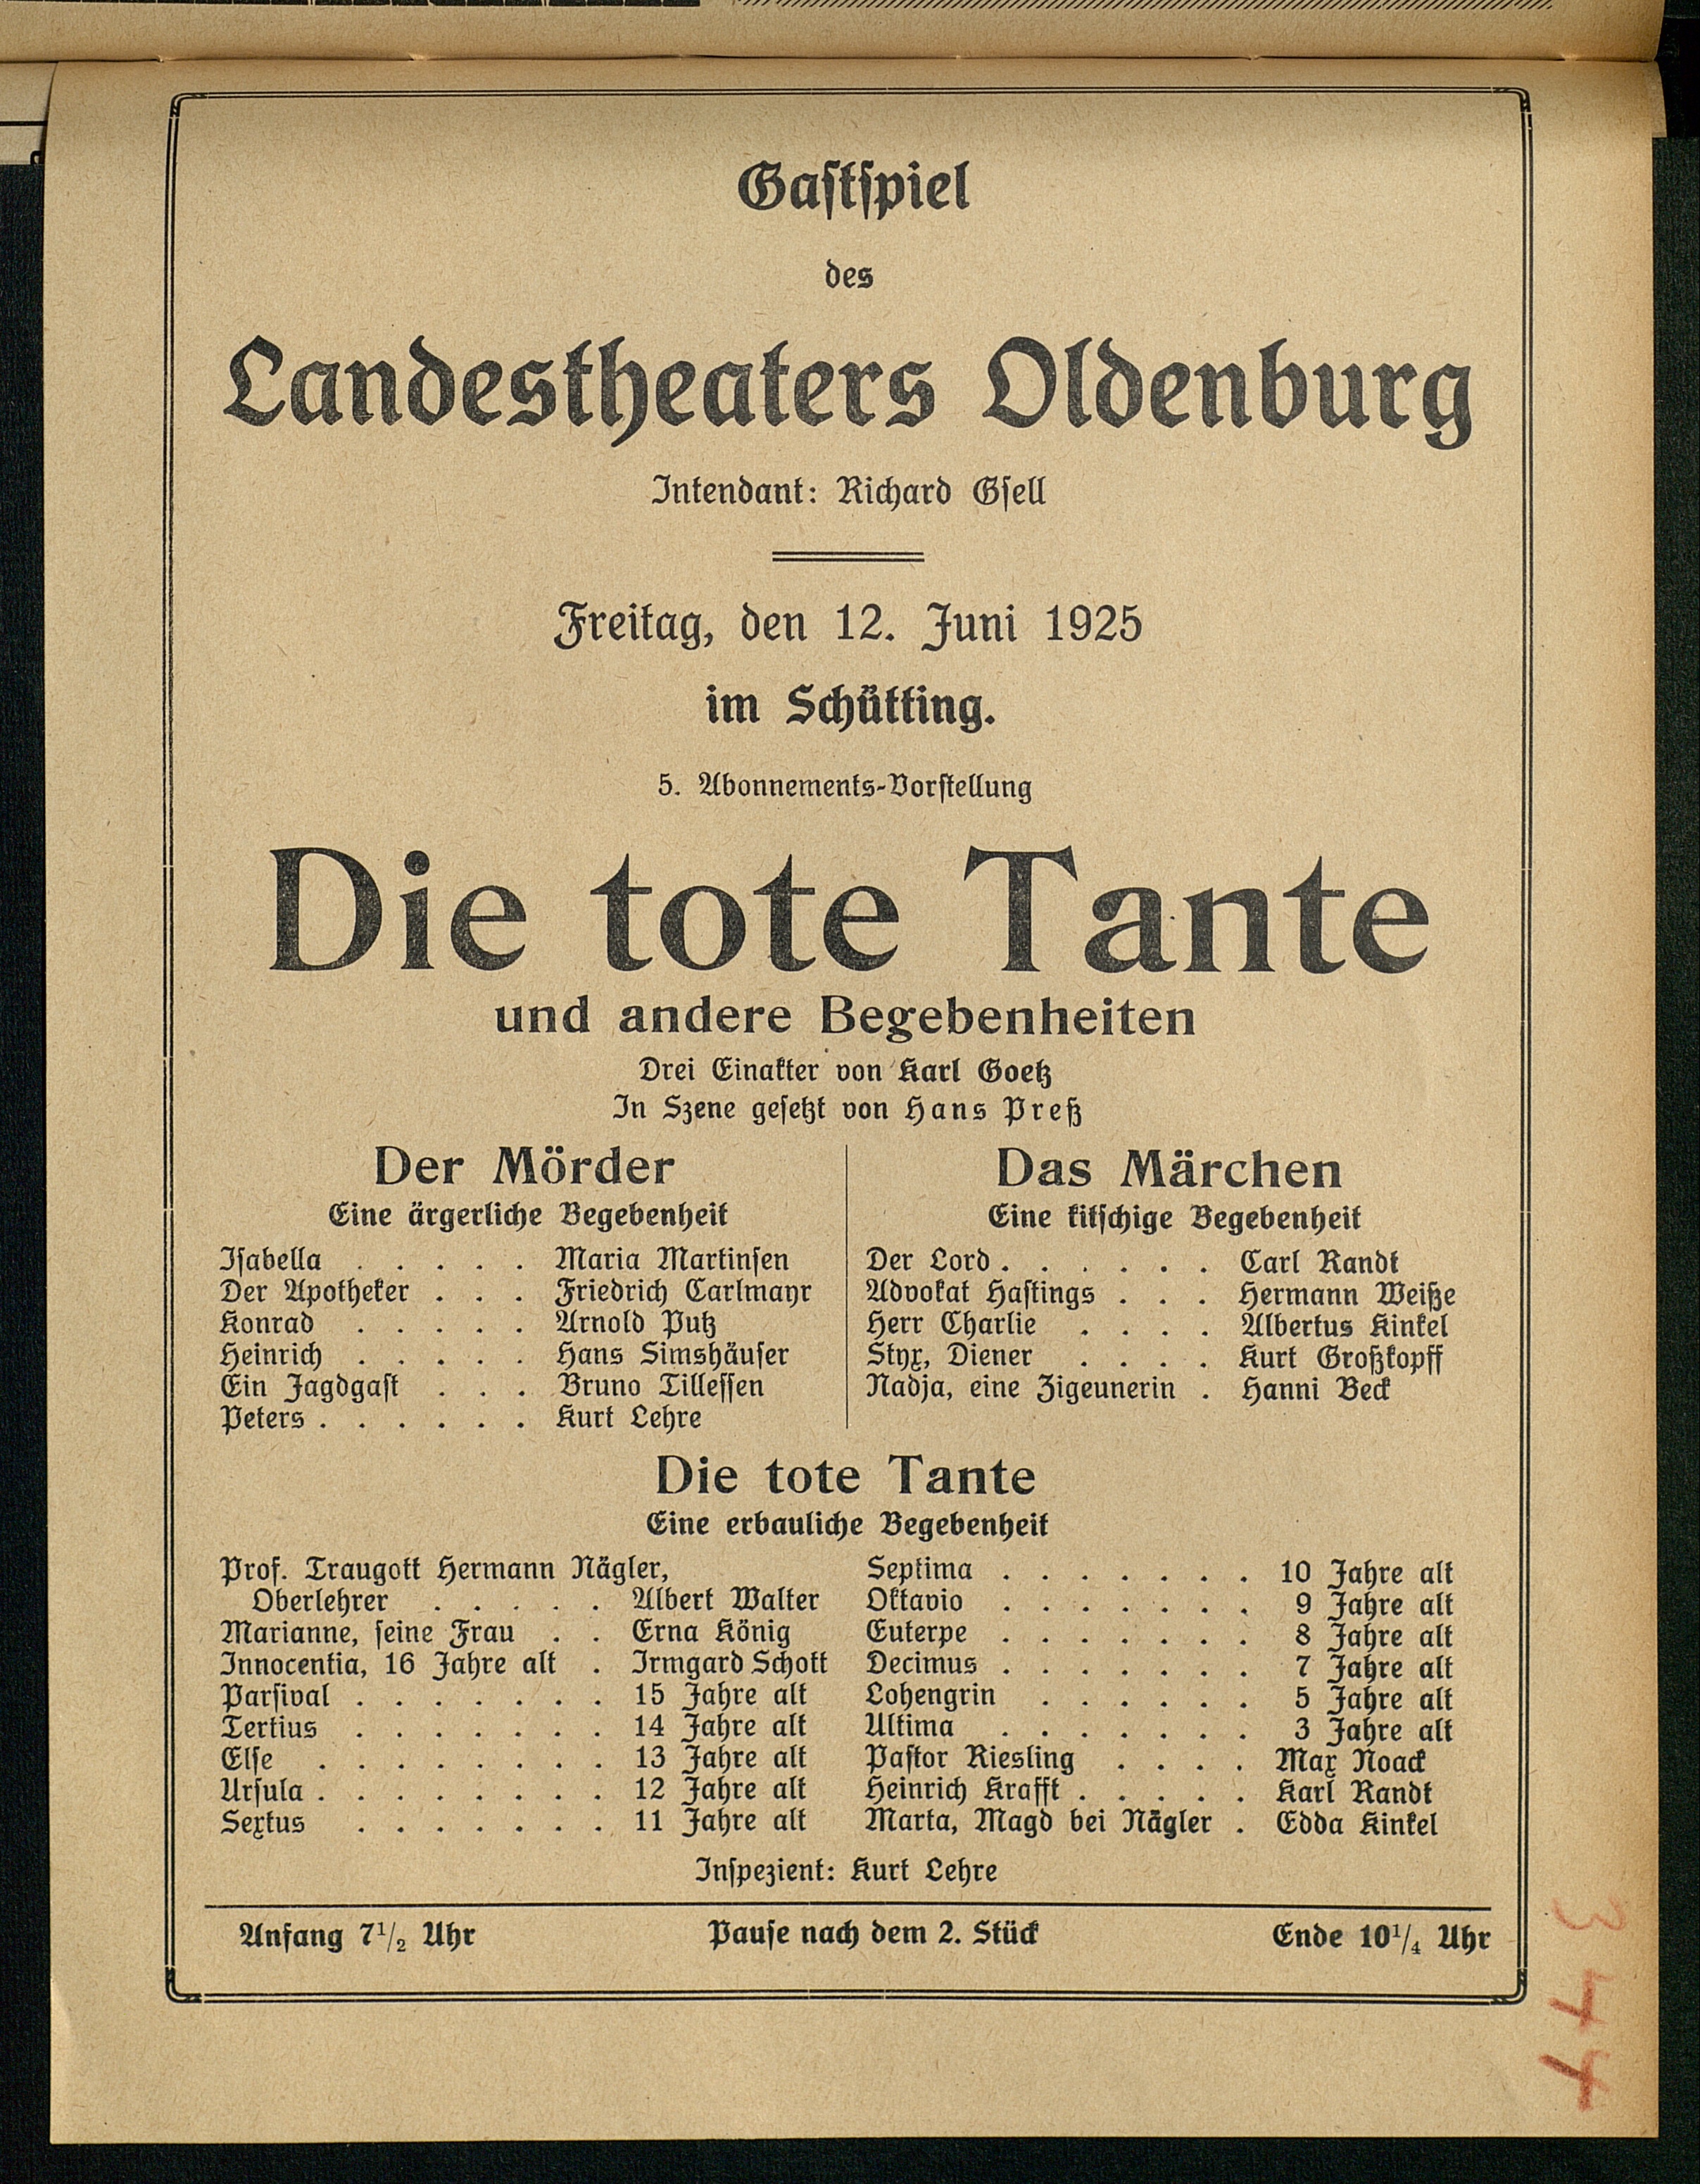 Gastspiel
des
Landestheaters Oldenburg
Intendant: Richard Gsell
Freitag, den 12. Juni 1925
im Schütting.
5. Abonnements-Vorstellung
Die tote Tante
und andere Begebenheiten
Drei Einakter von Karl Goetz
In Szene gesetzt von Hans Preß
Der Mörder
Eine ärgerliche Begebenheit
Isabella . . . . . Maria Martinsen
Der Apotheker . . . Friedrich Carlmayr
Konrad . . . . . Arnold Putz
Heinrich . . . . . Hans Simshäuser
Ein Jagdgast . . . Bruno Tillessen
Peters . . . . . . Kurt Lehre
Das Märchen
Eine kitschige Begebenheit
Der Lord . . . . . . Carl Randt
Advokat Hastings . . . Hermann Weiße
Herr Charlie . . . . Albertus Kinkel
Styx, Diener . . . . Kurt Großkopff
Nadja, eine Zigeunerin . Hanni Beck
Die tote Tante
Eine erbauliche Begebenheit
Prof. Traugott Hermann Nägler,
Oberlehrer . . . . . Albert Walter
Marianne, seine Frau . . Erna König
Innocentia, 16 Jahre alt . Irmgard Schott
Parsival . . . . . . . 15 Jahre alt
Tertius . . . . . . . 14 Jahre alt
Else . . . . . . . . 13 Jahre alt
Ursula . . . . . . . . 12 Jahre alt
Sextus . . . . . . . 11 Jahre alt
Septima . . . . . . . 10 Jahre alt
Oktavio . . . . . . . 9 Jahre alt
Euterpe . . . . . . . 8 Jahre alt
Decimus . . . . . . . 7 Jahre alt
Lohengrin . . . . . . 5 Jahre alt
Ultima . . . . . . . 3 Jahre alt
Pastor Riesling . . . . Max Noack
Heinrich Krafft . . . . . Karl Randt
Marta, Magd bei Nägler . Edda Kinkel
Inspezient: Kurt Lehre
Anfang 7½ Uhr Pause nach dem 2. Stück Ende 10¼ Uhr
344